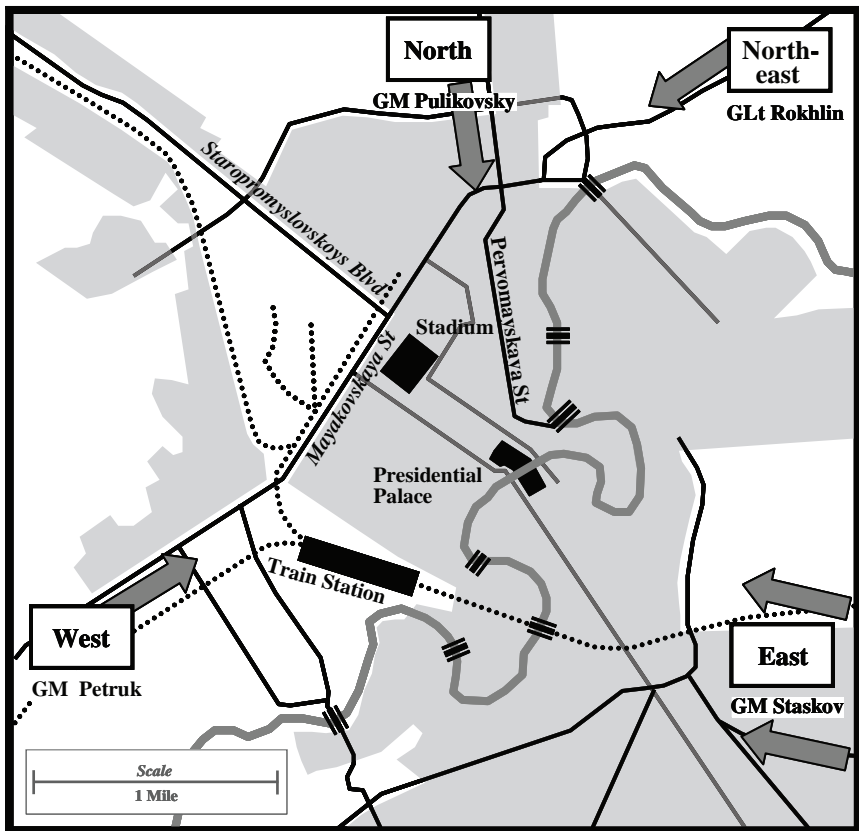 North
GM Pulikovsky
North-
east
GLt Rokhlin
Staropromyslovskoys Blvd
Pervomayskaya St
Stadium
Mayakovskaya St
Presidential
Palace
Train Station
West
GM Petruk
East
GM Staskov
Scale
1 Mile